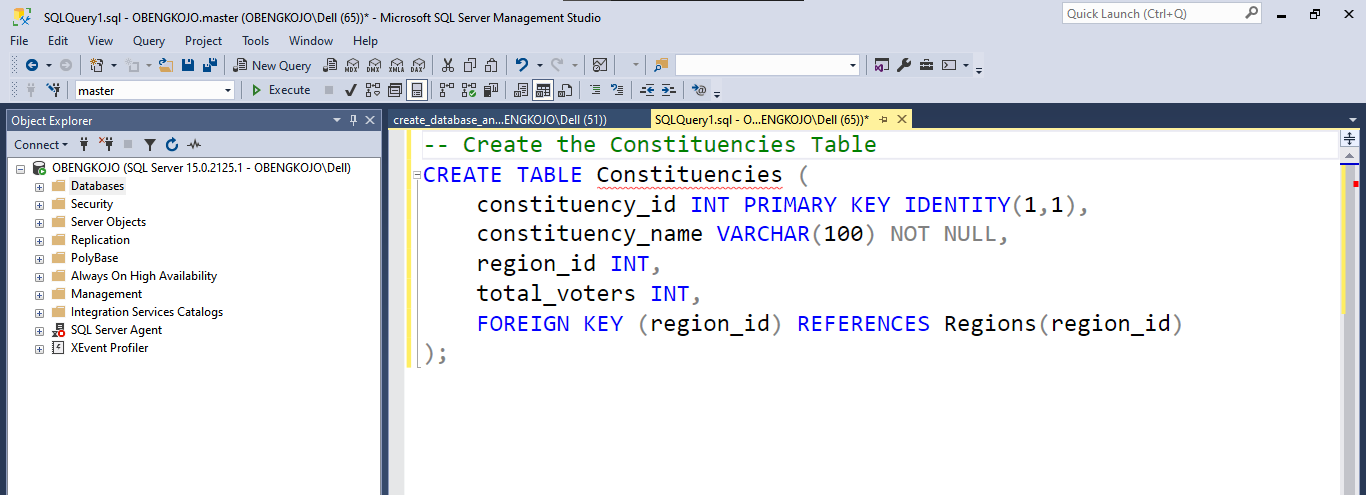 SQLQuery1.sql - OBENGKOJO.master (OBENGKOJO\Dell (65))* - Microsoft SQL Server Management Studio
Quick Launch (Ctrl+Q)
File Edit View Query Project Tools Window Help
New Query MDX DMX XMLA DAX
master Execute
Object Explorer
create_database_an...ENGKOJO\Dell (51))
SQLQuery1.sql - O...ENGKOJO\Dell (65))*
Connect
OBENGKOJO (SQL Server 15.0.2125.1 - OBENGKOJO\Dell)
Databases
Security
Server Objects
Replication
PolyBase
Always On High Availability
Management
Integration Services Catalogs
SQL Server Agent
XEvent Profiler
-- Create the Constituencies Table
CREATE TABLE Constituencies (
    constituency_id INT PRIMARY KEY IDENTITY(1,1),
    constituency_name VARCHAR(100) NOT NULL,
    region_id INT,
    total_voters INT,
    FOREIGN KEY (region_id) REFERENCES Regions(region_id)
);